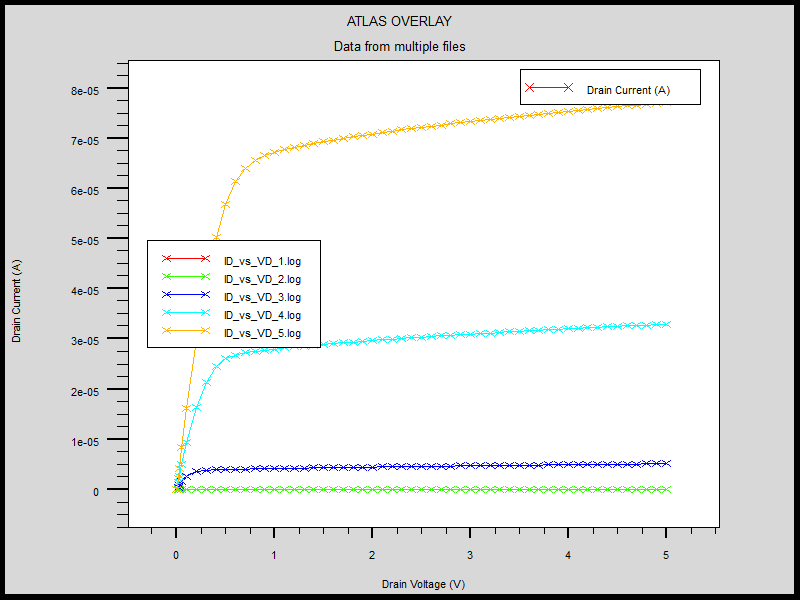 ATLAS OVERLAY
Data from multiple files
Drain Current (A)
8e-05
7e-05
6e-05
5e-05
4e-05
3e-05
2e-05
1e-05
0
Drain Current (A)
ID_vs_VD_1.log
ID_vs_VD_2.log
ID_vs_VD_3.log
ID_vs_VD_4.log
ID_vs_VD_5.log
0 1 2 3 4 5
Drain Voltage (V)